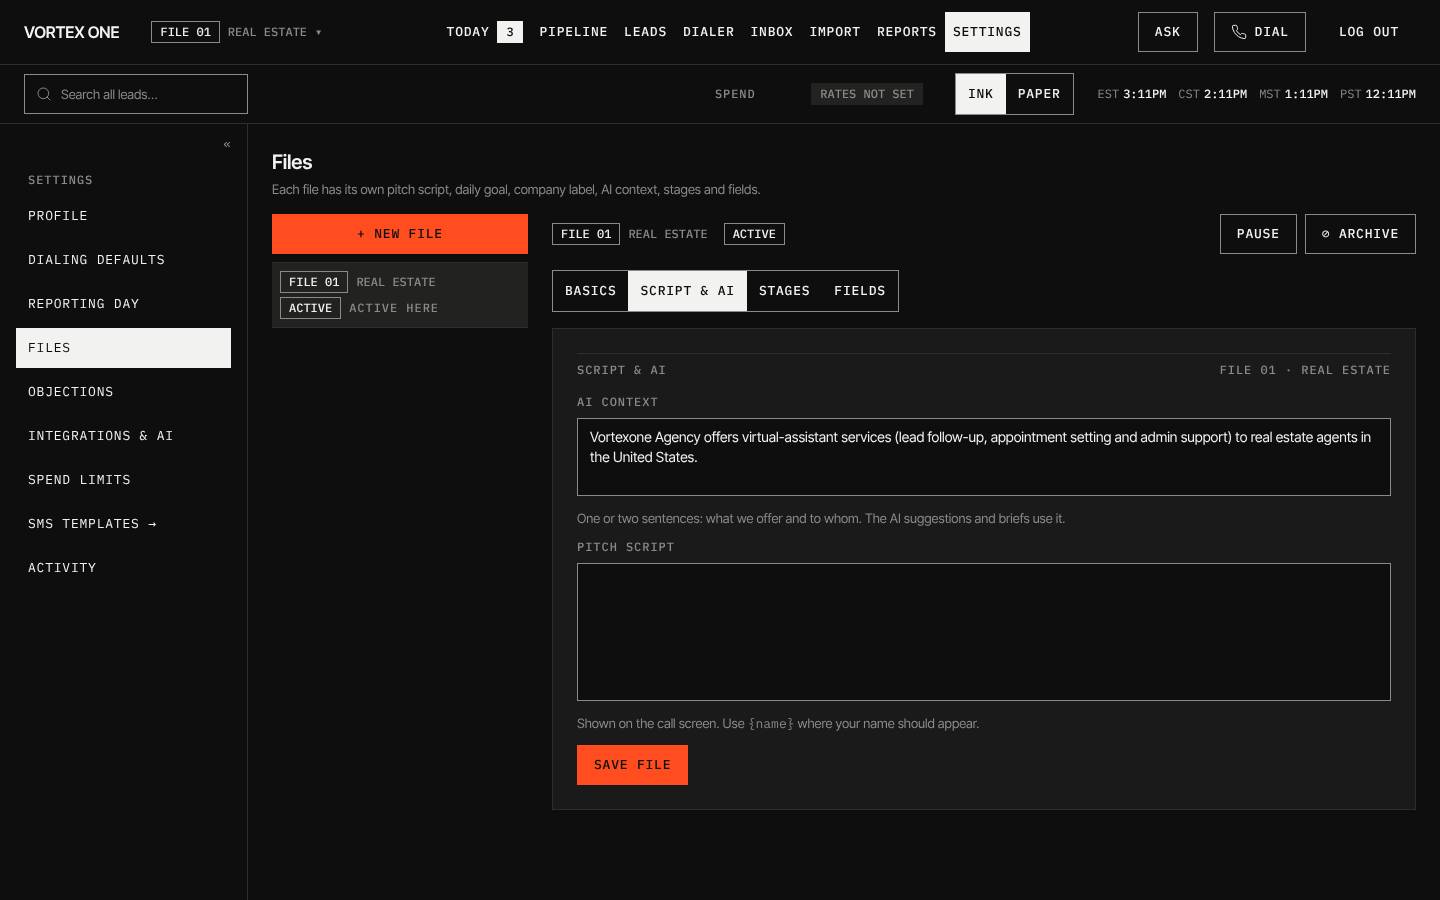 VORTEX ONE
FILE 01 REAL ESTATE ▾
TODAY 3 PIPELINE LEADS DIALER INBOX IMPORT REPORTS SETTINGS
ASK DIAL LOG OUT
Search all leads...
SPEND RATES NOT SET INK PAPER EST 3:11PM CST 2:11PM MST 1:11PM PST 12:11PM
«
SETTINGS
PROFILE
DIALING DEFAULTS
REPORTING DAY
FILES
OBJECTIONS
INTEGRATIONS & AI
SPEND LIMITS
SMS TEMPLATES →
ACTIVITY
Files
Each file has its own pitch script, daily goal, company label, AI context, stages and fields.
+ NEW FILE
FILE 01 REAL ESTATE
ACTIVE ACTIVE HERE
FILE 01 REAL ESTATE ACTIVE
PAUSE ⊘ ARCHIVE
BASICS SCRIPT & AI STAGES FIELDS
SCRIPT & AI FILE 01 · REAL ESTATE
AI CONTEXT
Vortexone Agency offers virtual-assistant services (lead follow-up, appointment setting and admin support) to real estate agents in
the United States.
One or two sentences: what we offer and to whom. The AI suggestions and briefs use it.
PITCH SCRIPT
Shown on the call screen. Use {name} where your name should appear.
SAVE FILE